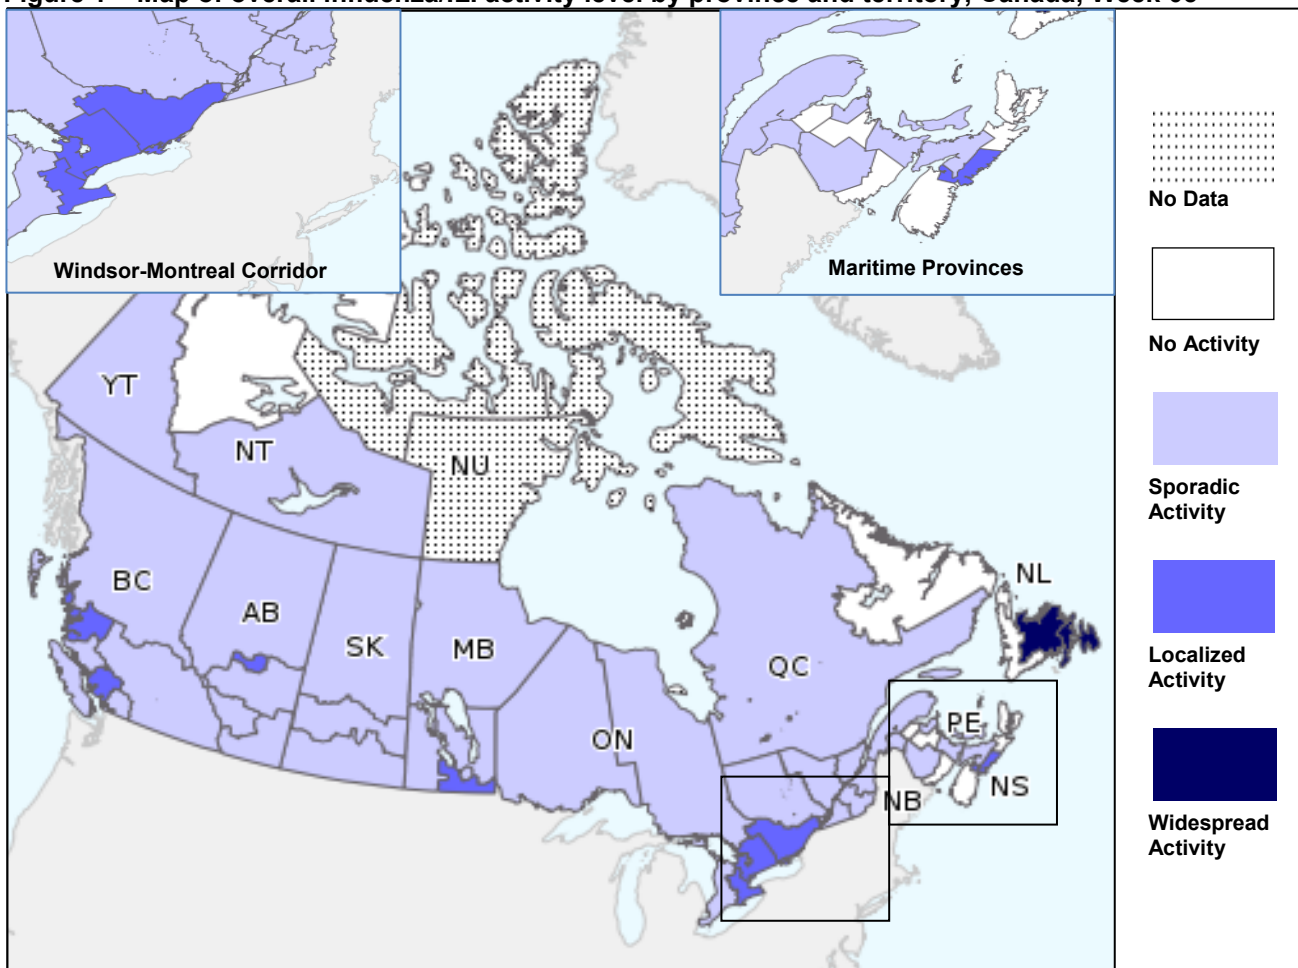 Windsor-Montreal Corridor
Maritime Provinces
No Data
No Activity
Sporadic
Activity
Localized
Activity
Widespread
Activity
YT
NT
NU
BC
AB
SK
MB
ON
QC
NL
PE
NB
NS